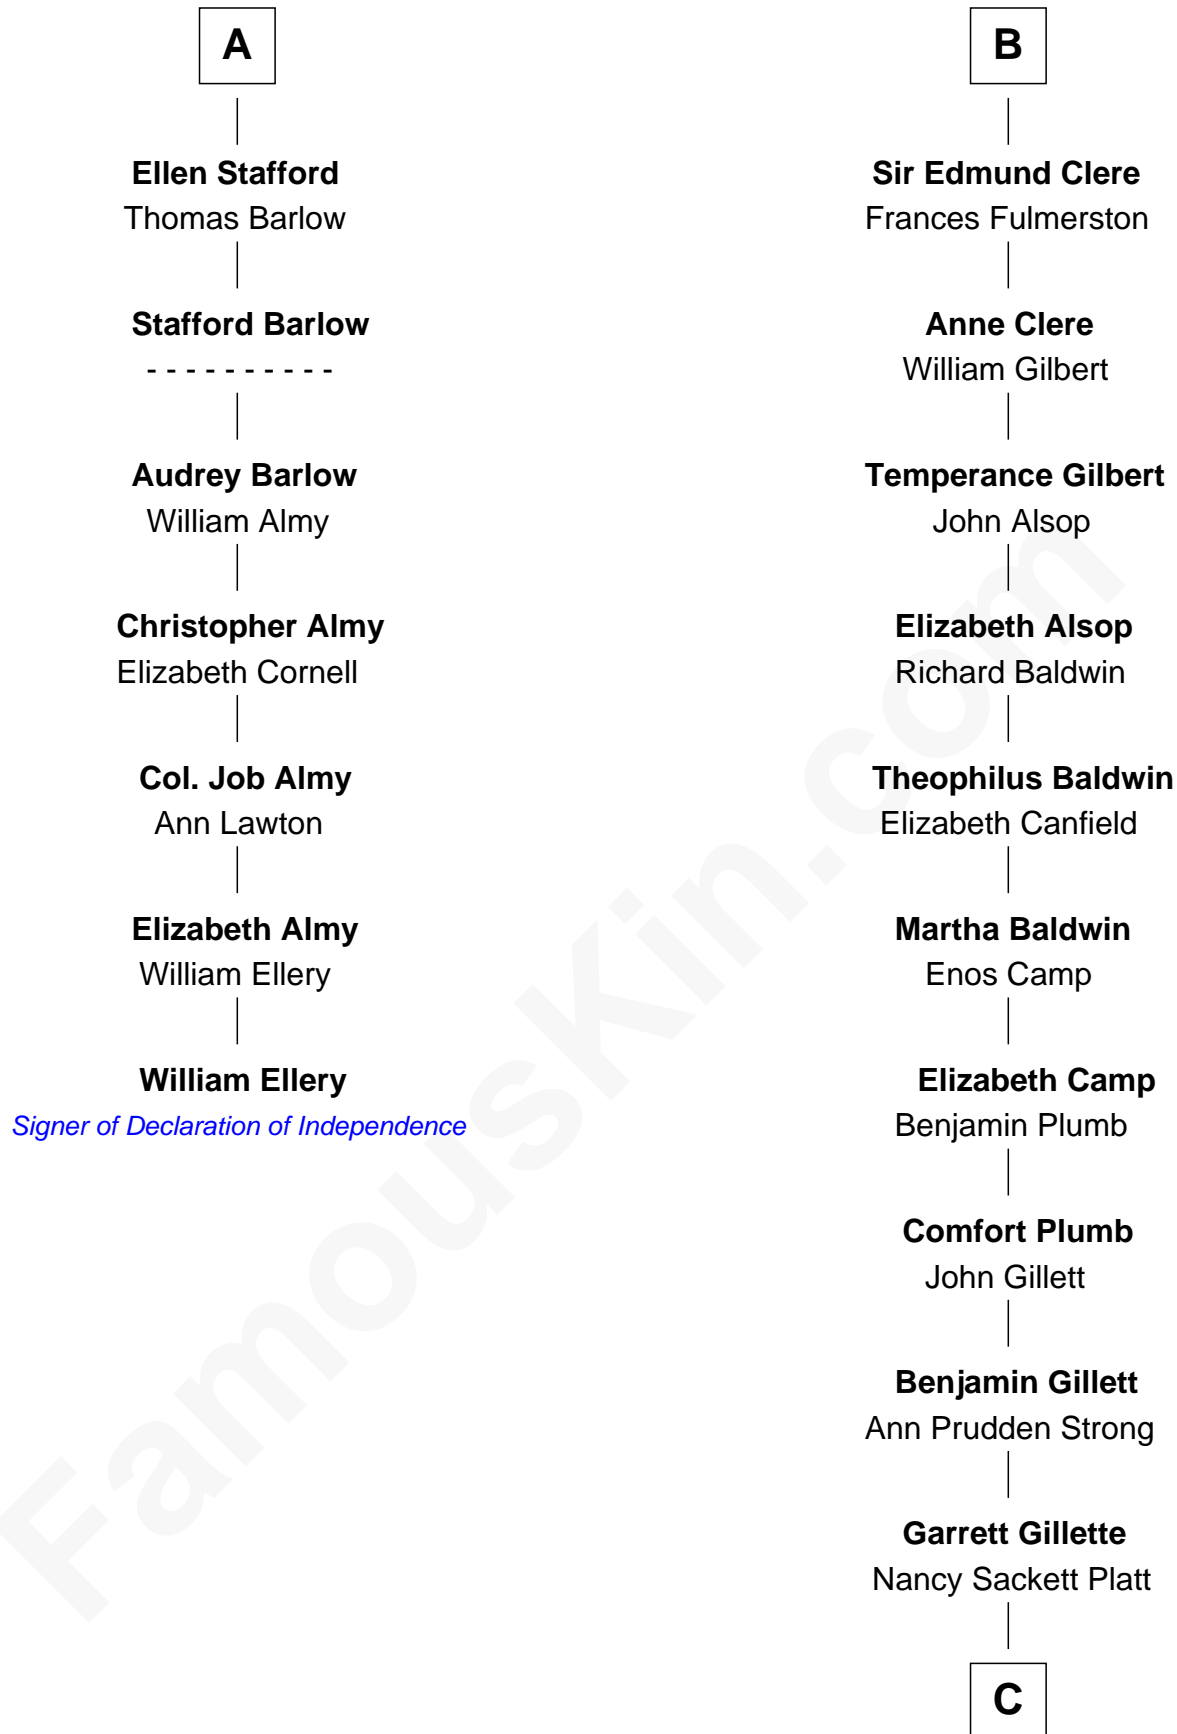 A
Ellen Stafford
Thomas Barlow
Stafford Barlow
- - - - - - - - - -
Audrey Barlow
William Almy
Christopher Almy
Elizabeth Cornell
Col. Job Almy
Ann Lawton
Elizabeth Almy
William Ellery
William Ellery
Signer of Declaration of Independence
B
Sir Edmund Clere
Frances Fulmerston
Anne Clere
William Gilbert
Temperance Gilbert
John Alsop
Elizabeth Alsop
Richard Baldwin
Theophilus Baldwin
Elizabeth Canfield
Martha Baldwin
Enos Camp
Elizabeth Camp
Benjamin Plumb
Comfort Plumb
John Gillett
Benjamin Gillett
Ann Prudden Strong
Garrett Gillette
Nancy Sackett Platt
C
FamousKin.com